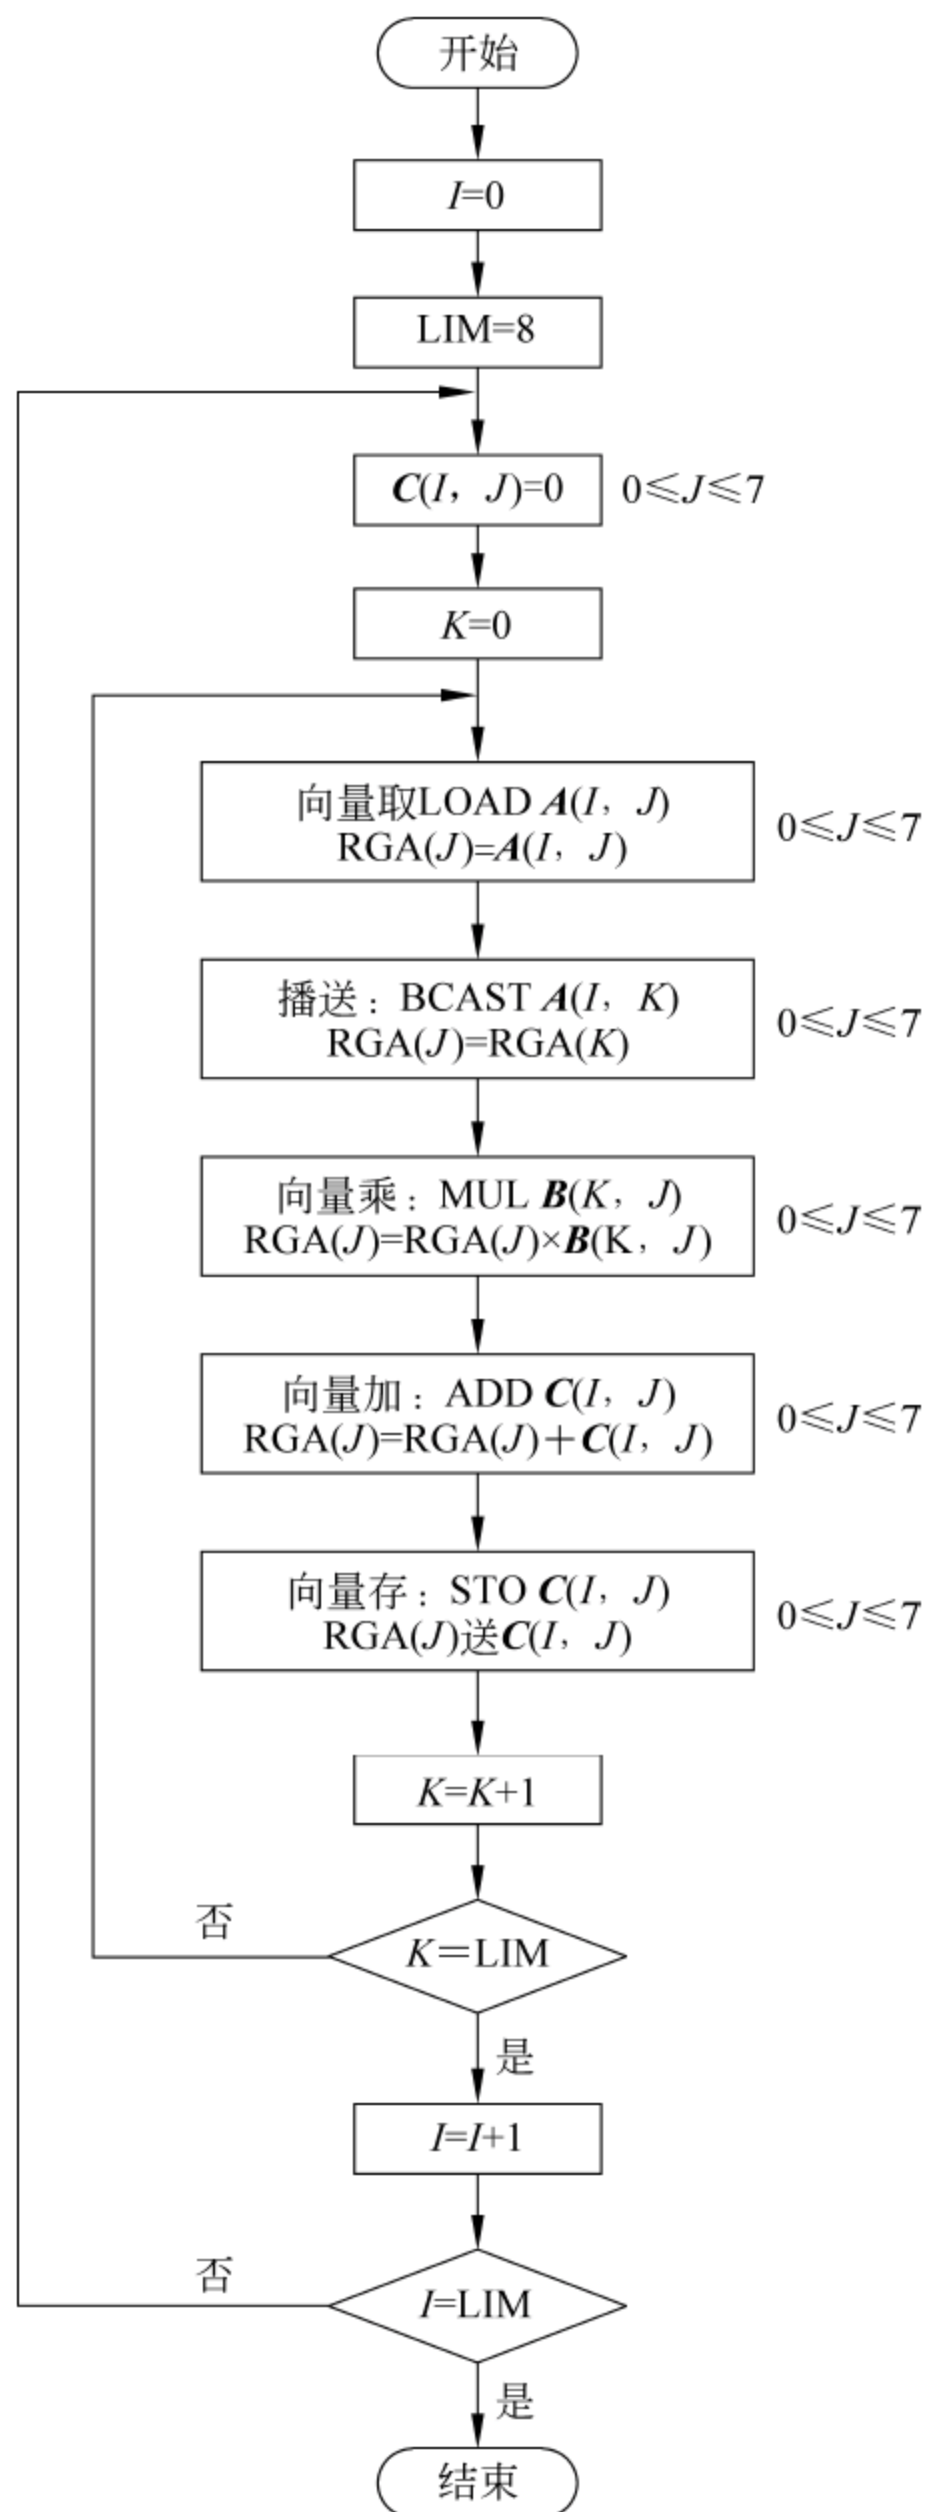 开始
I=0
LIM=8
C(I，J)=0 0≤J≤7
K=0
向量取LOAD A(I，J)
RGA(J)=A(I，J)
0≤J≤7
播送：BCAST A(I，K)
RGA(J)=RGA(K)
0≤J≤7
向量乘：MUL B(K，J)
RGA(J)=RGA(J)×B(K，J)
0≤J≤7
向量加：ADD C(I，J)
RGA(J)=RGA(J)+C(I，J)
0≤J≤7
向量存：STO C(I，J)
RGA(J)送C(I，J)
0≤J≤7
K=K+1
否
K=LIM
是
I=I+1
否
I=LIM
是
结束